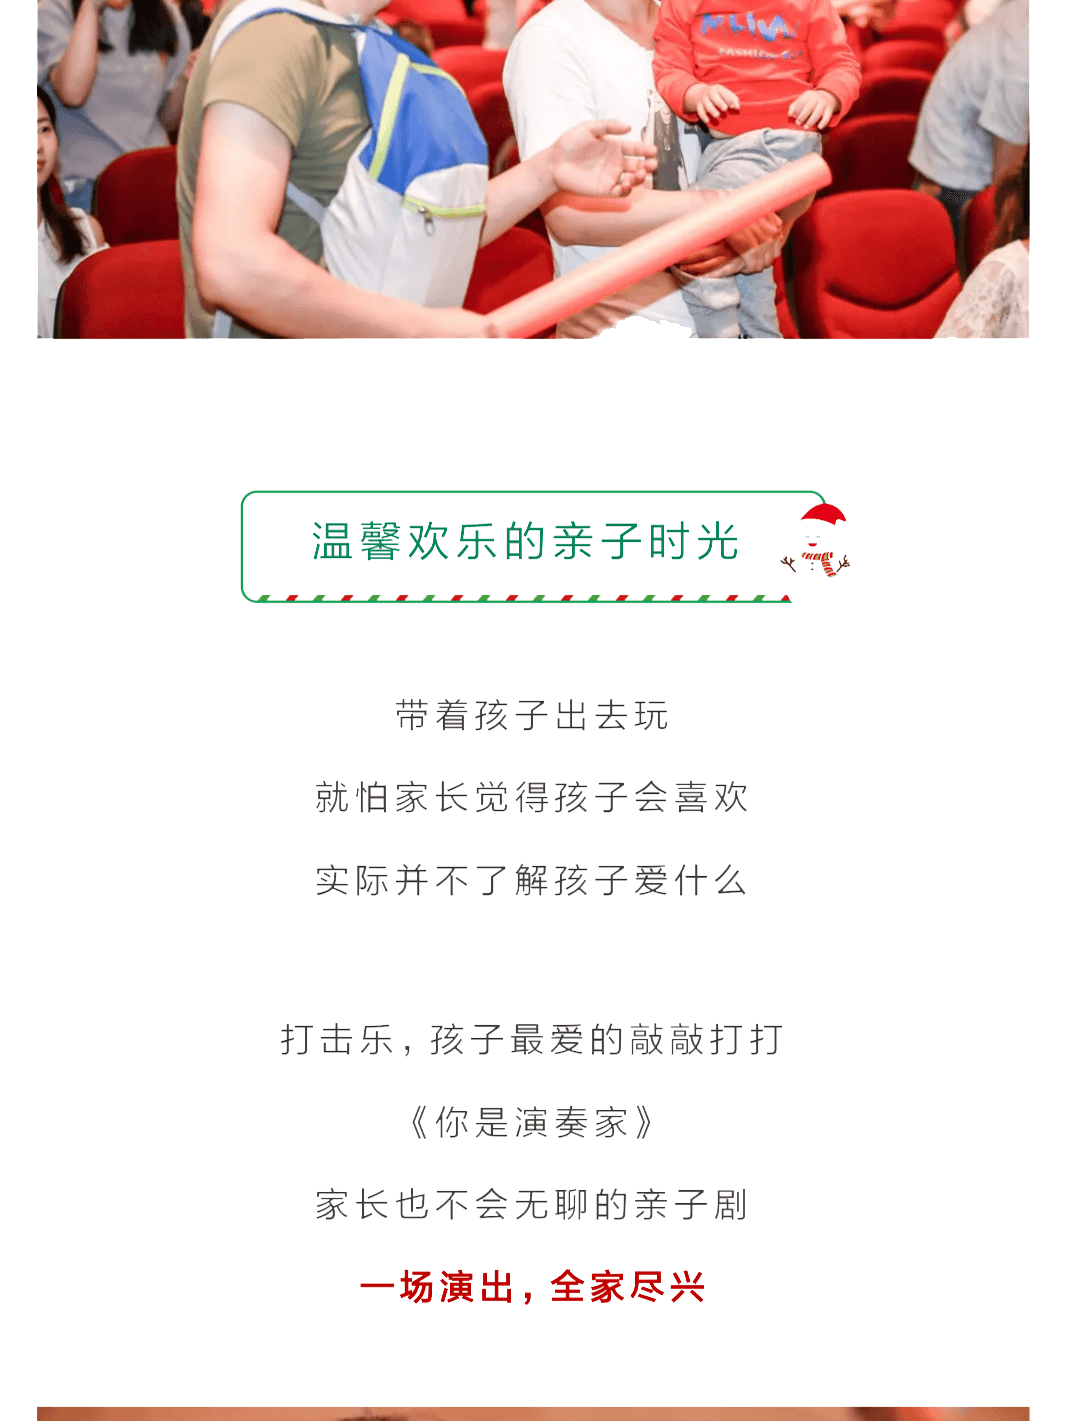 FASHION
温馨欢乐的亲子时光
带着孩子出去玩
就怕家长觉得孩子会喜欢
实际并不了解孩子爱什么
打击乐，孩子最爱的敲敲打打
《你是演奏家》
家长也不会无聊的亲子剧
一场演出，全家尽兴